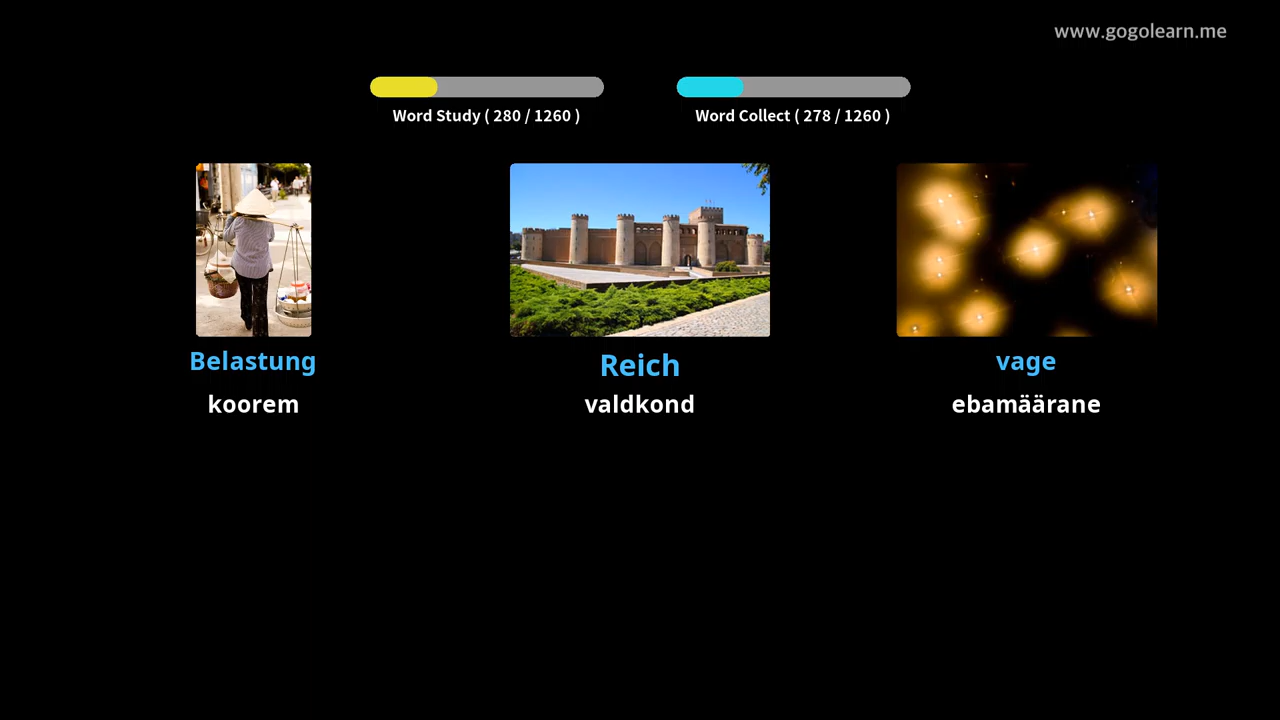 www.gogolearn.me
Word Study ( 280 / 1260 )
Word Collect ( 278 / 1260 )
Belastung
Reich
vage
koorem
valdkond
ebamäärane